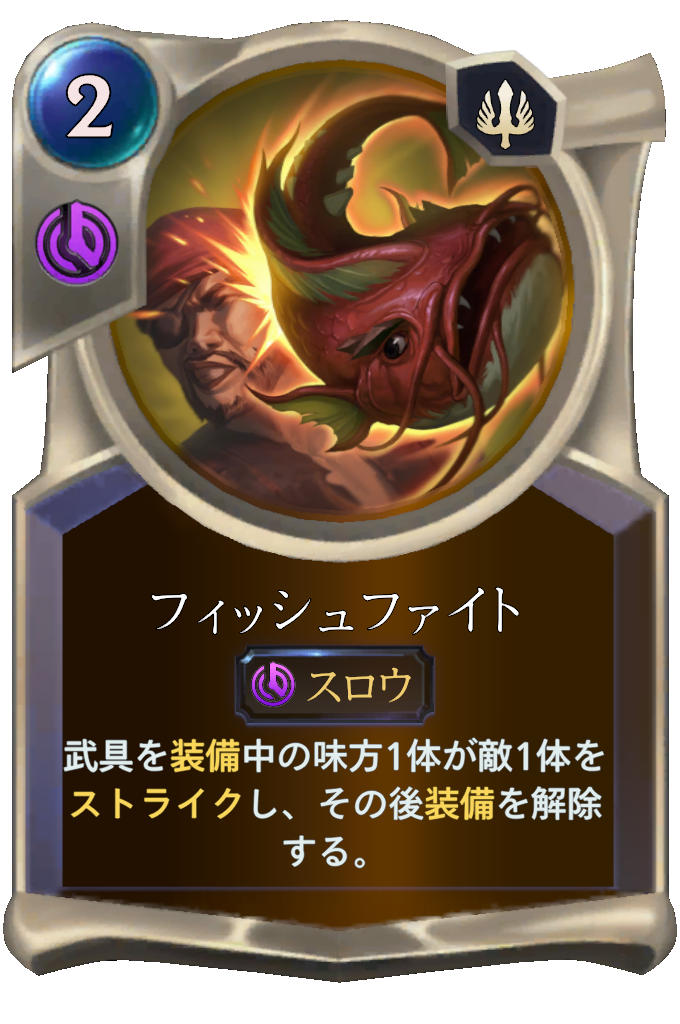 2
フィッシュファイト
スロウ
武具を装備中の味方1体が敵1体を
ストライクし、その後装備を解除
する。